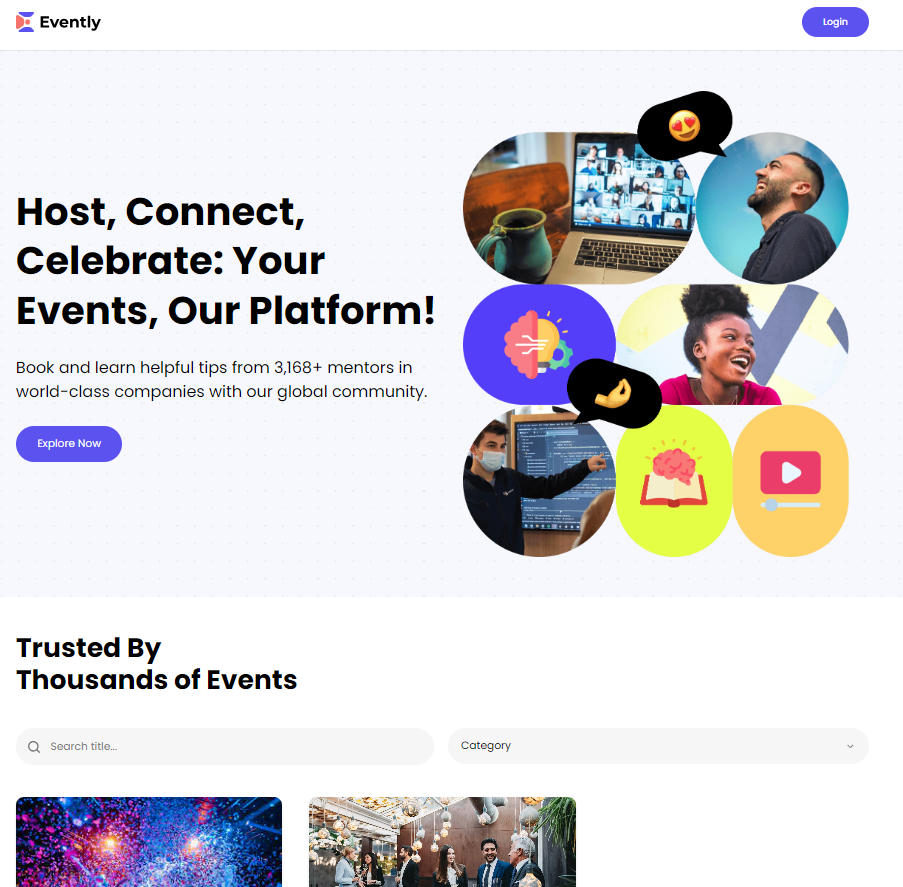 Evently
Login
Host, Connect,
Celebrate: Your
Events, Our Platform!
Book and learn helpful tips from 3,168+ mentors in
world-class companies with our global community.
Explore Now
Trusted By
Thousands of Events
Search title...
Category